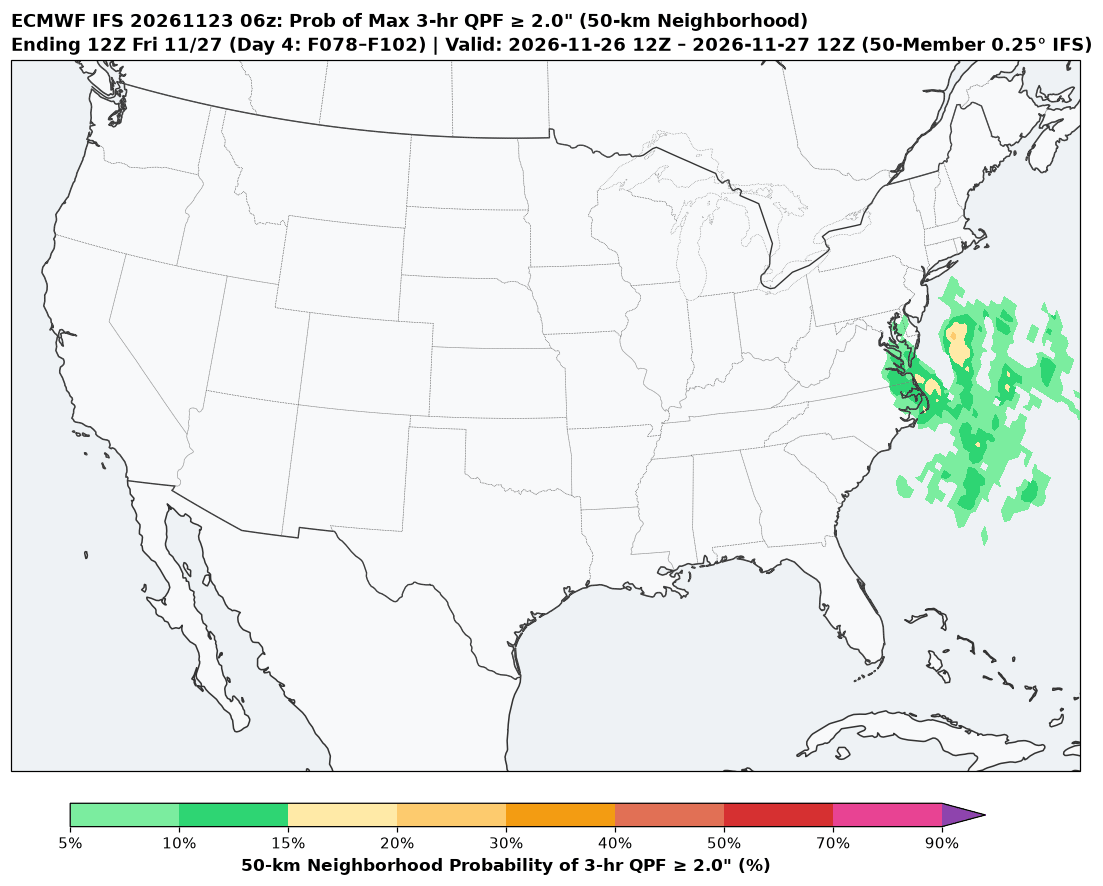 ECMWF IFS 20261123 06z: Prob of Max 3-hr QPF ≥ 2.0" (50-km Neighborhood)
Ending 12Z Fri 11/27 (Day 4: F078–F102) | Valid: 2026-11-26 12Z – 2026-11-27 12Z (50-Member 0.25° IFS)
5% 10% 15% 20% 30% 40% 50% 70% 90%
50-km Neighborhood Probability of 3-hr QPF ≥ 2.0" (%)